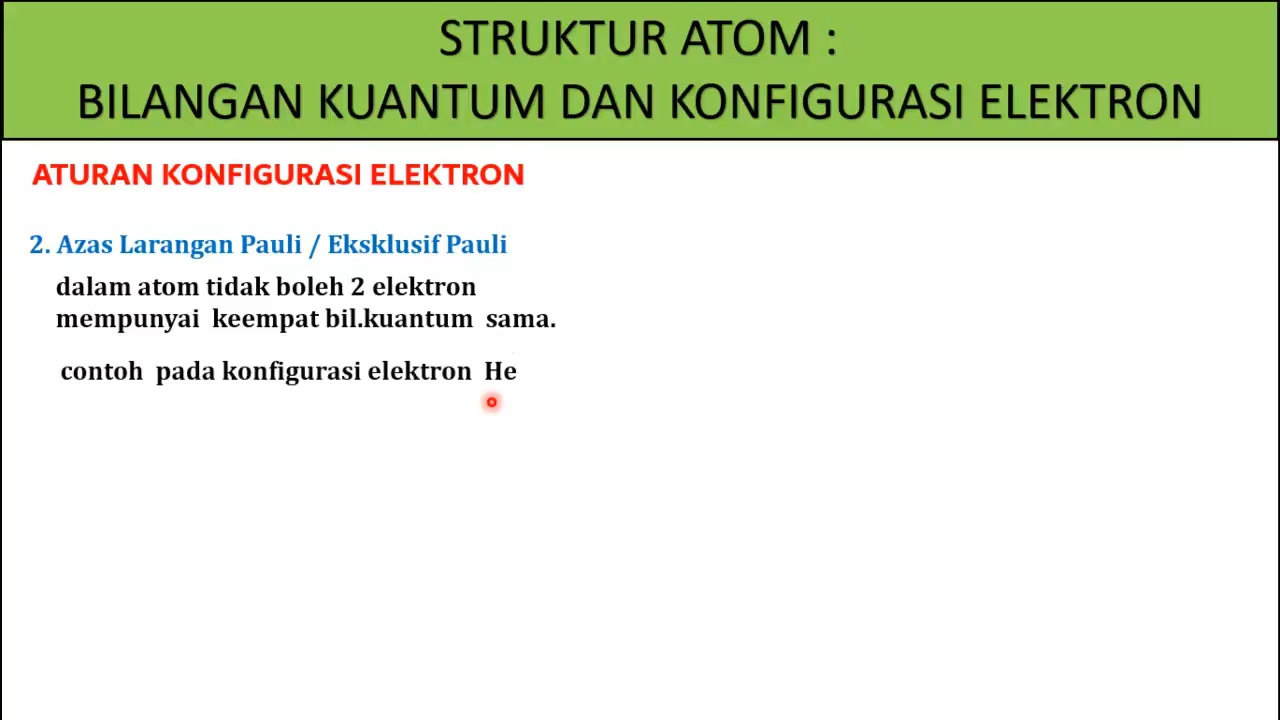 STRUKTUR ATOM :
BILANGAN KUANTUM DAN KONFIGURASI ELEKTRON
ATURAN KONFIGURASI ELEKTRON
2. Azas Larangan Pauli / Eksklusif Pauli
dalam atom tidak boleh 2 elektron
mempunyai keempat bil.kuantum sama.
contoh pada konfigurasi elektron He